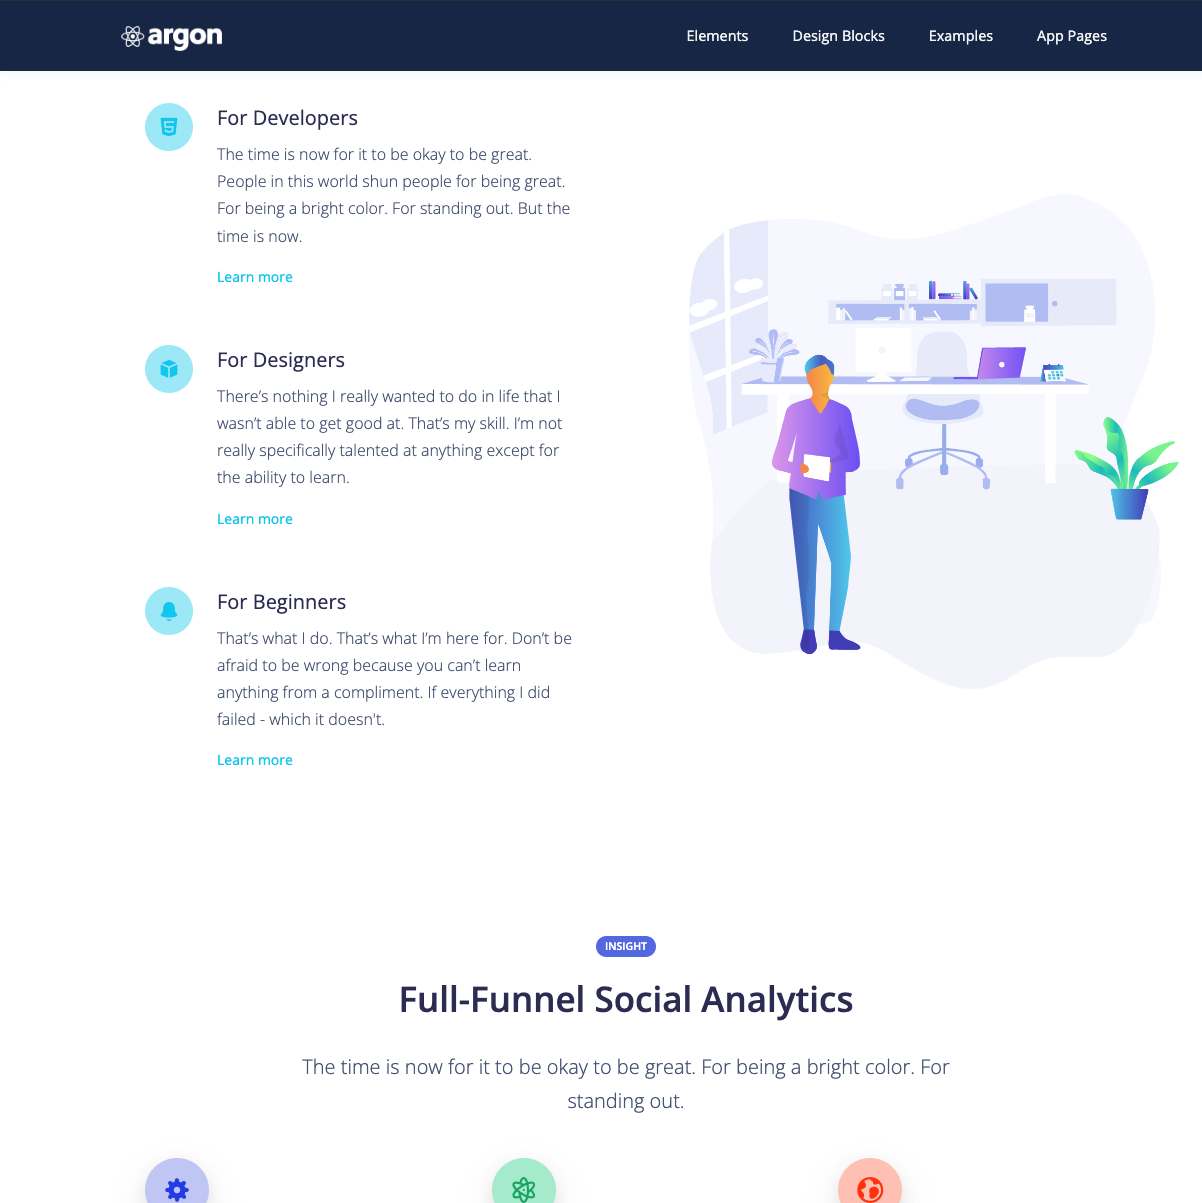 argon
Elements
Design Blocks
Examples
App Pages
For Developers
The time is now for it to be okay to be great.
People in this world shun people for being great.
For being a bright color. For standing out. But the
time is now.
Learn more
For Designers
There’s nothing I really wanted to do in life that I
wasn’t able to get good at. That’s my skill. I’m not
really specifically talented at anything except for
the ability to learn.
Learn more
For Beginners
That’s what I do. That’s what I’m here for. Don’t be
afraid to be wrong because you can’t learn
anything from a compliment. If everything I did
failed - which it doesn't.
Learn more
INSIGHT
Full-Funnel Social Analytics
The time is now for it to be okay to be great. For being a bright color. For
standing out.